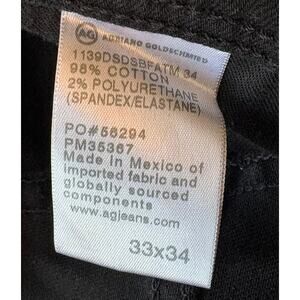 AG ADRIANO GOLDSCHMIED
1139DSDSBFATM 34
98% COTTON
2% POLYURETHANE
(SPANDEX/ELASTANE)
PO#56294
PM35367
Made in Mexico of
imported fabric and
globally sourced
components
www.agjeans.com
33x34